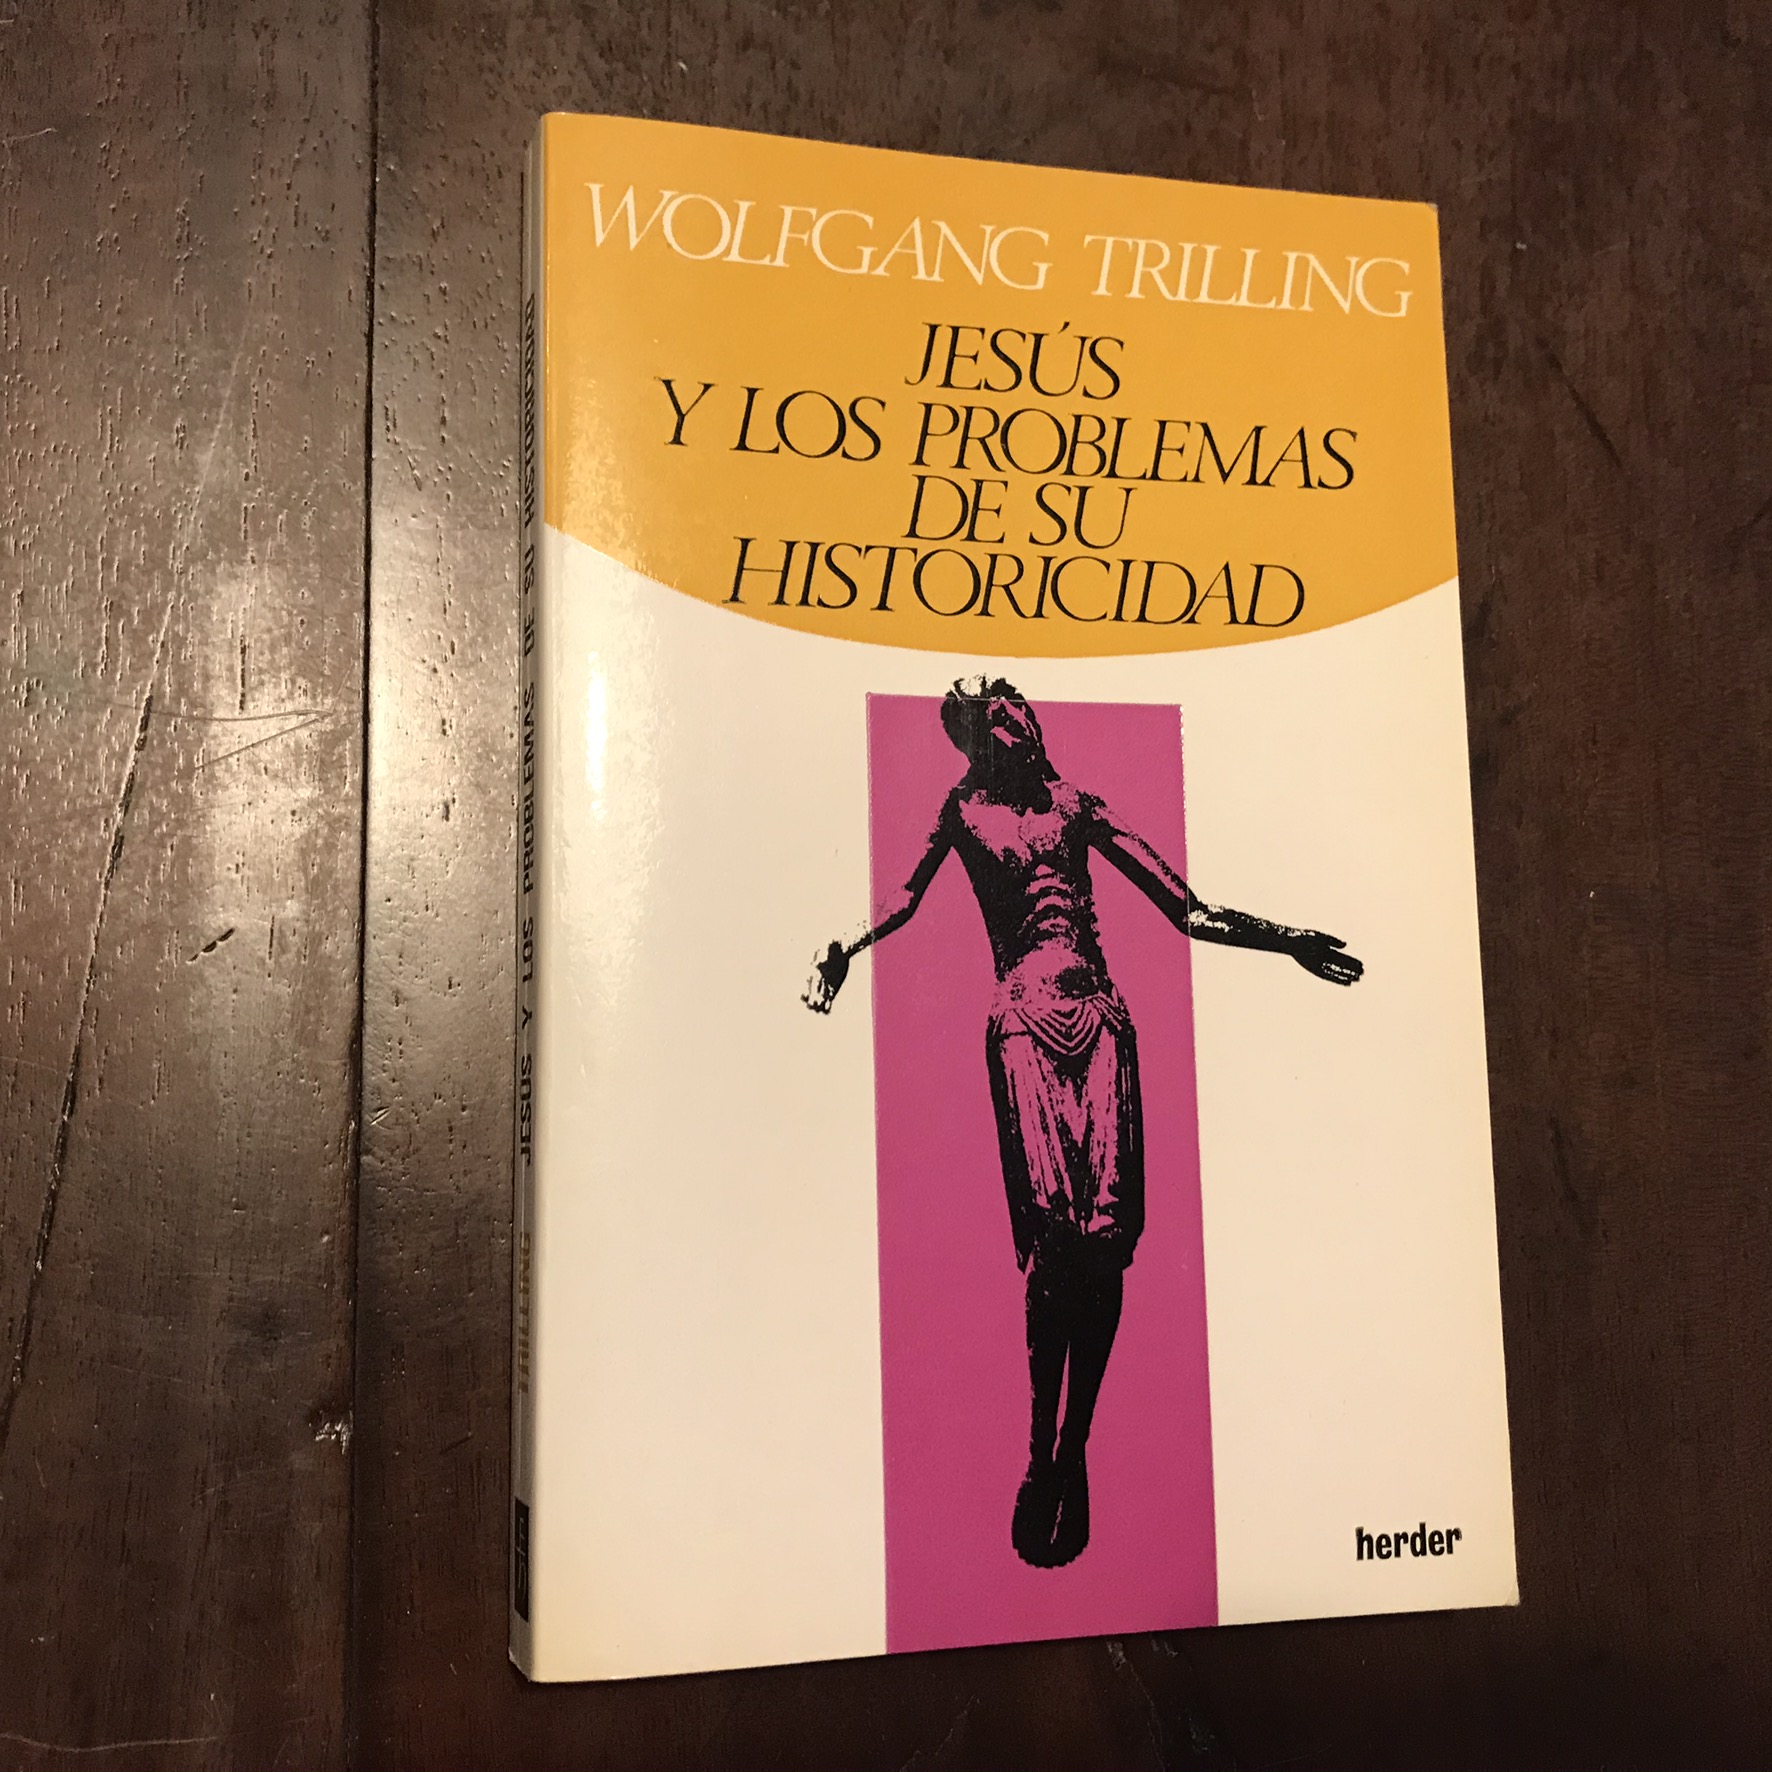 WOLFGANG TRILLING
JESÚS
Y LOS PROBLEMAS
DE SU
HISTORICIDAD
herder
TRILLING JESÚS Y LOS PROBLEMAS DE SU HISTORICIDAD